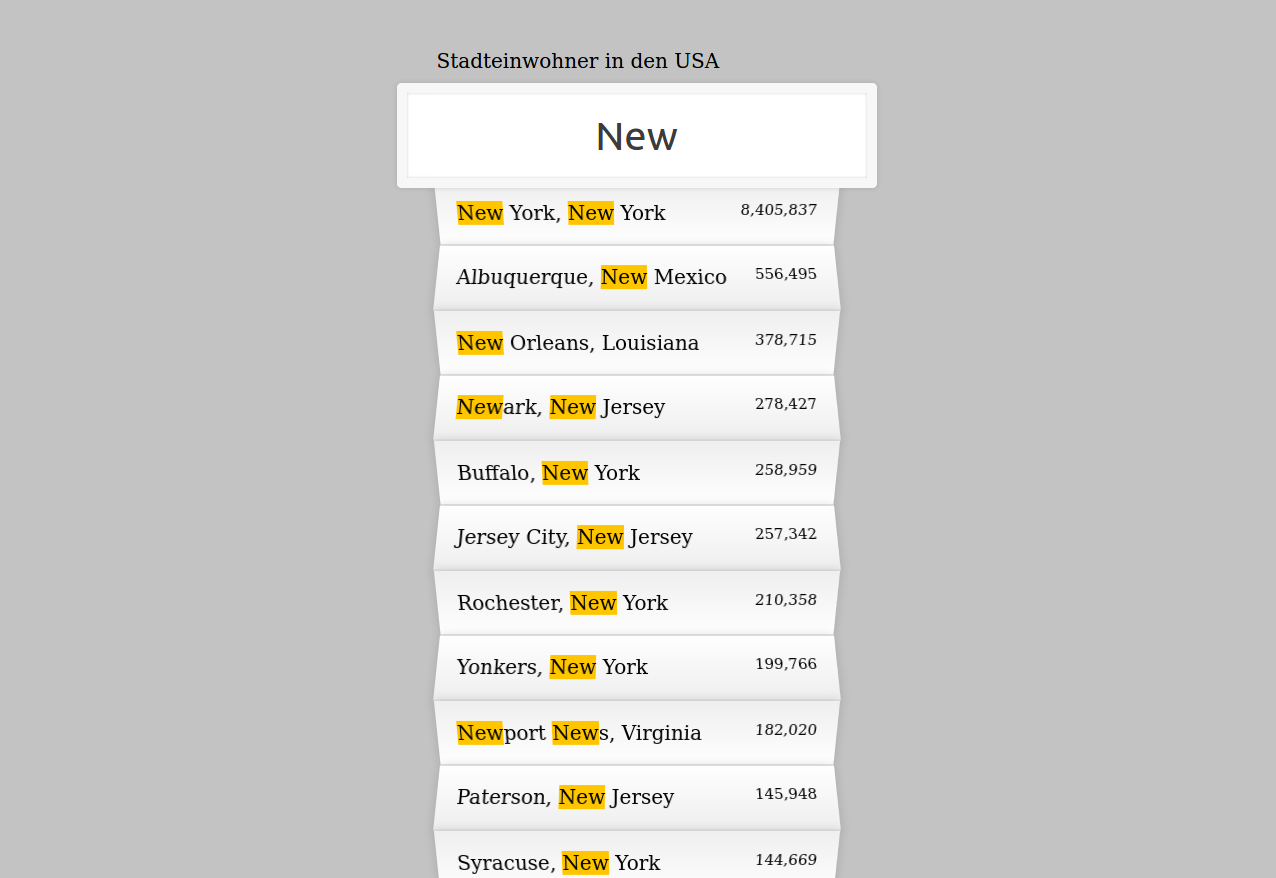 Stadteinwohner in den USA
New
New York, New York 8,405,837
Albuquerque, New Mexico 556,495
New Orleans, Louisiana 378,715
Newark, New Jersey 278,427
Buffalo, New York 258,959
Jersey City, New Jersey 257,342
Rochester, New York 210,358
Yonkers, New York 199,766
Newport News, Virginia 182,020
Paterson, New Jersey 145,948
Syracuse, New York 144,669